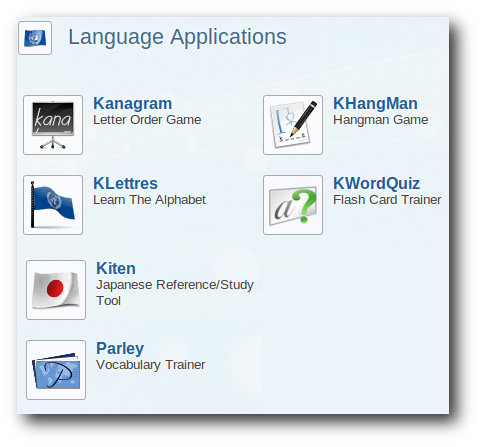 Language Applications
kana
Kanagram
Letter Order Game
KHangMan
Hangman Game
KLettres
Learn The Alphabet
a?
KWordQuiz
Flash Card Trainer
Kiten
Japanese Reference/Study
Tool
P
Parley
Vocabulary Trainer